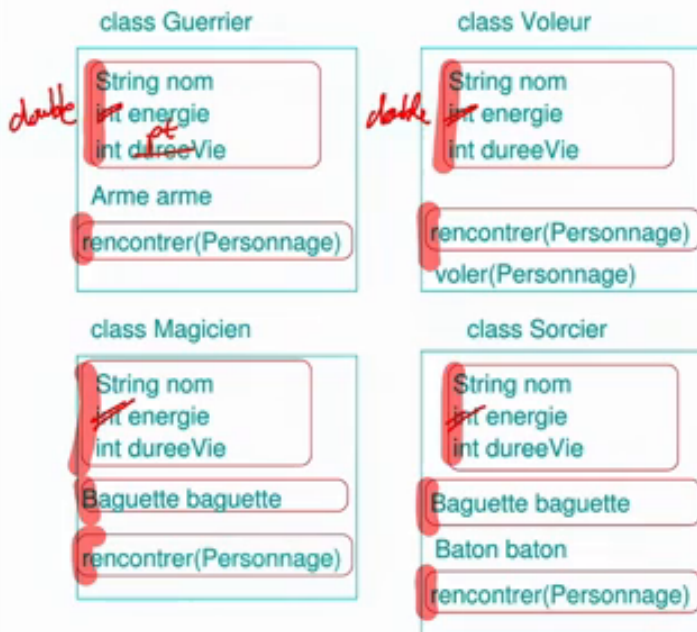 class Guerrier
String nom
double int energie
pt
int dureeVie
Arme arme
rencontrer(Personnage)
class Voleur
String nom
double int energie
int dureeVie
rencontrer(Personnage)
voler(Personnage)
class Magicien
String nom
int energie
int dureeVie
Baguette baguette
rencontrer(Personnage)
class Sorcier
String nom
int energie
int dureeVie
Baguette baguette
Baton baton
rencontrer(Personnage)